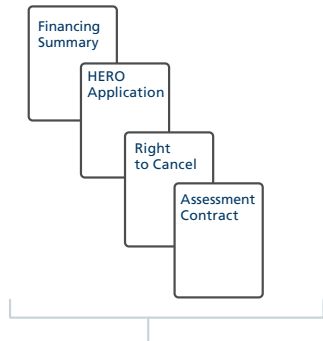 Financing
Summary
HERO
Application
Right
to Cancel
Assessment
Contract